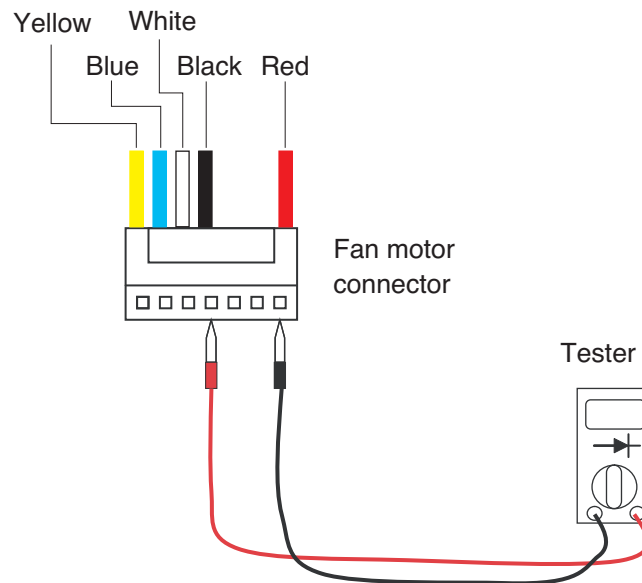 Yellow
White
Blue
Black
Red
Fan motor
connector
Tester